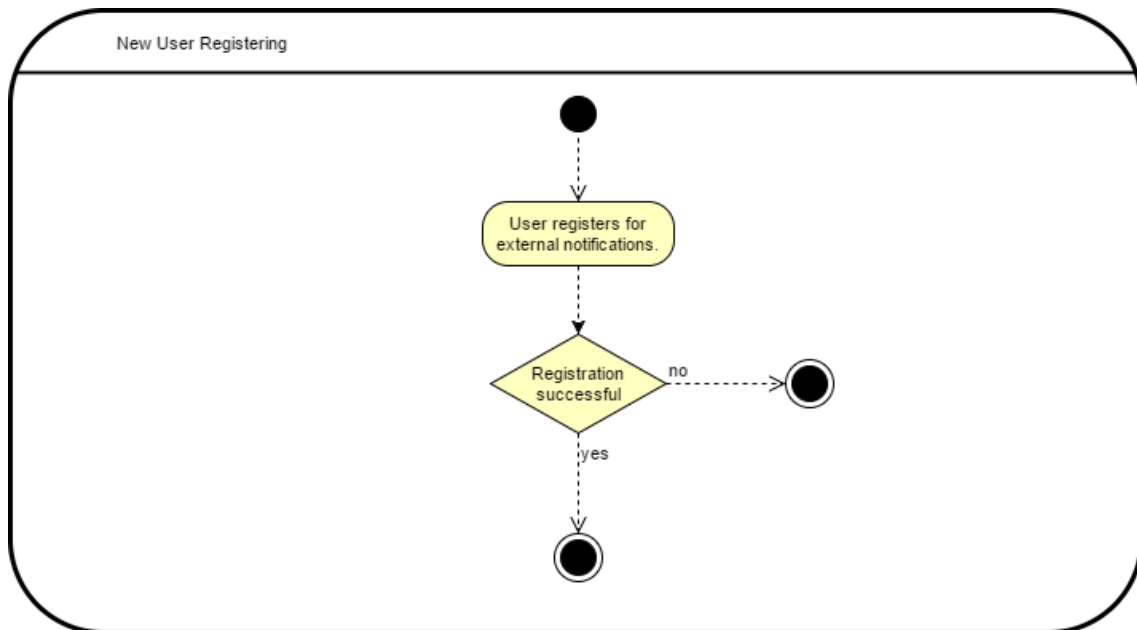 New User Registering
User registers for
external notifications.
Registration
successful
no
yes